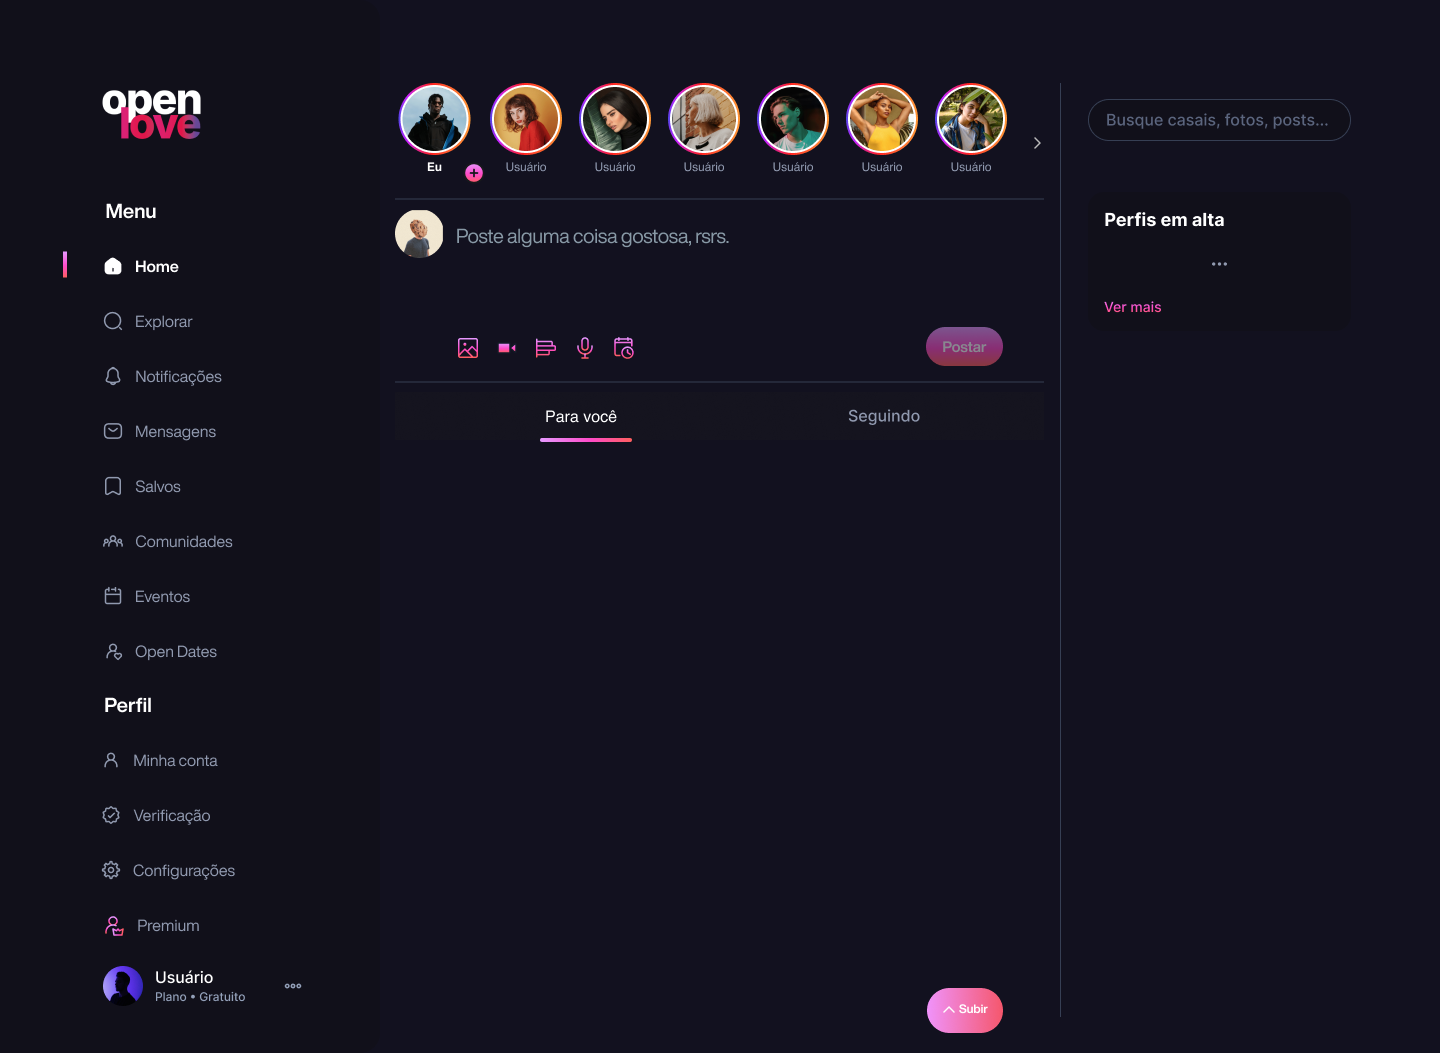 open
love
Menu
Home
Explorar
Notificações
Mensagens
Salvos
Comunidades
Eventos
Open Dates
Perfil
Minha conta
Verificação
Configurações
Premium
Usuário
Plano • Gratuito
Eu
Usuário
Usuário
Usuário
Usuário
Usuário
Usuário
Poste alguma coisa gostosa, rsrs.
Postar
Para você
Seguindo
Subir
Busque casais, fotos, posts...
Perfis em alta
Ver mais